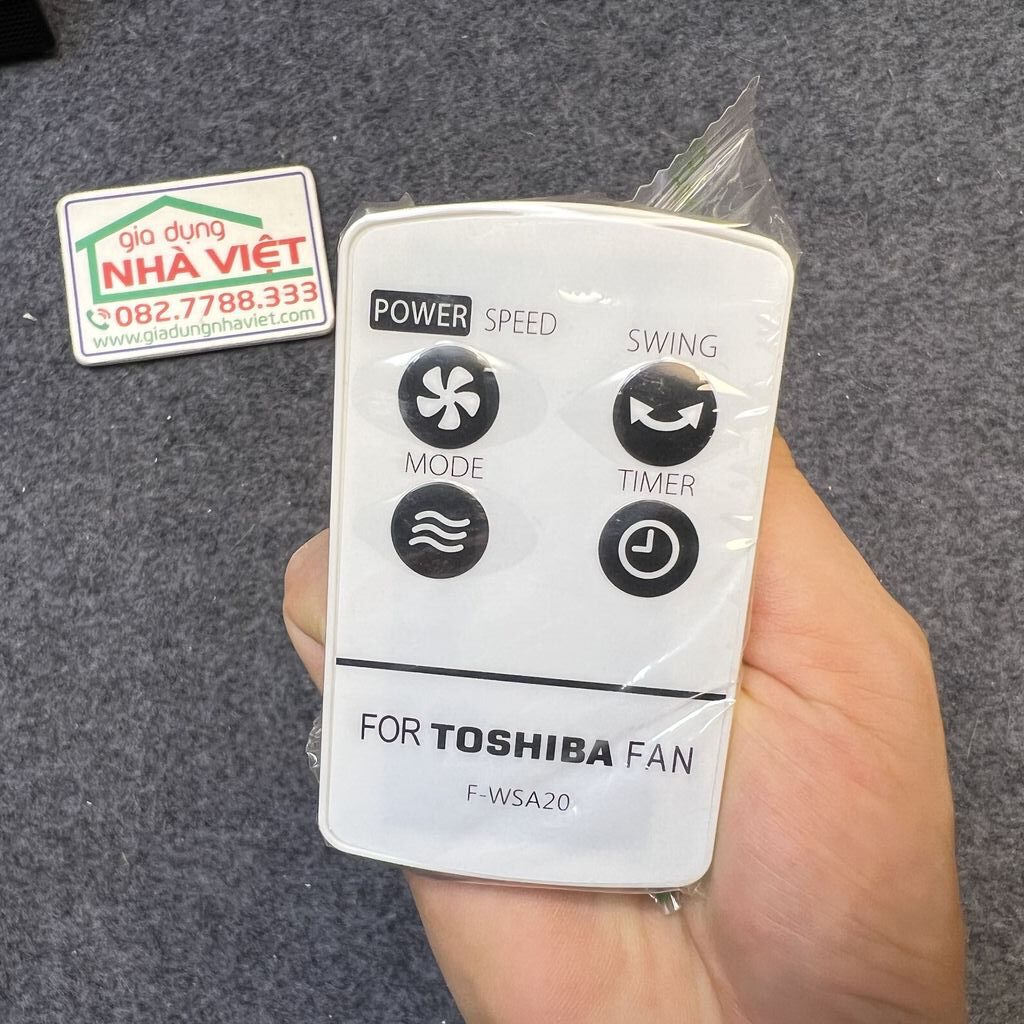 gia dụng
NHÀ VIỆT
082.7788.333
www.giadungnhaviet.com
POWER SPEED
SWING
MODE
TIMER
FOR TOSHIBA FAN
F-WSA20